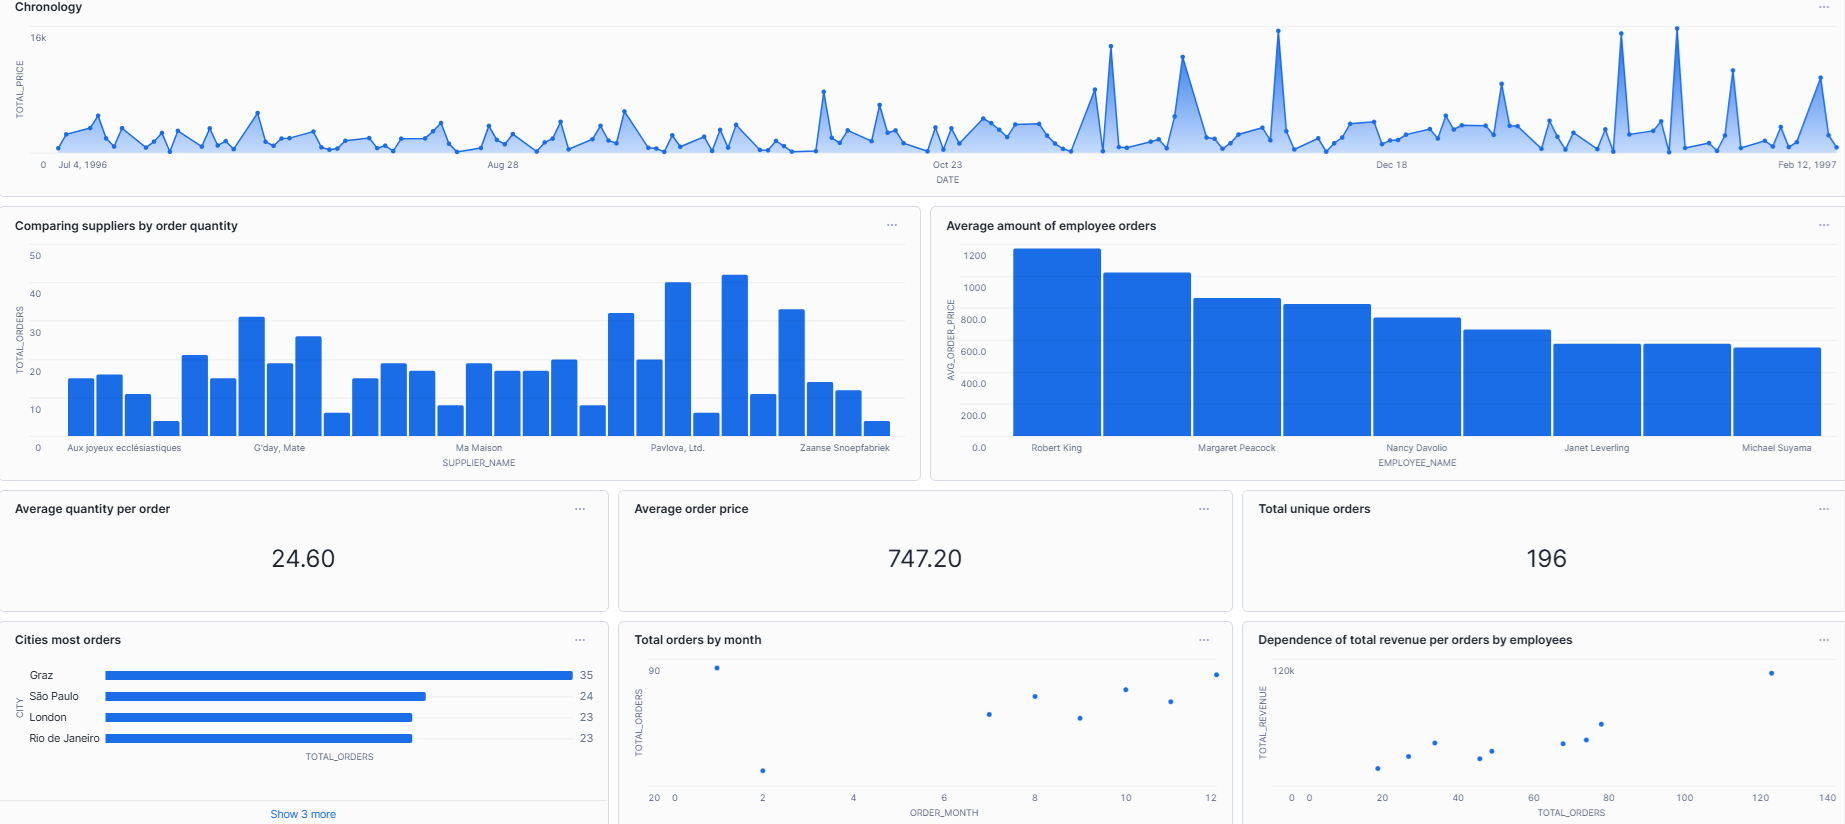 Chronology
...
16k
TOTAL_PRICE
0
Jul 4, 1996
Aug 28
Oct 23
Dec 18
Feb 12, 1997
DATE
Comparing suppliers by order quantity
...
50
40
30
20
10
0
TOTAL_ORDERS
Aux joyeux ecclésiastiques
G'day, Mate
Ma Maison
Pavlova, Ltd.
Zaanse Snoepfabriek
SUPPLIER_NAME
Average amount of employee orders
...
1200
1000
800.0
600.0
400.0
200.0
0.0
AVG_ORDER_PRICE
Robert King
Margaret Peacock
Nancy Davolio
Janet Leverling
Michael Suyama
EMPLOYEE_NAME
Average quantity per order
...
24.60
Average order price
...
747.20
Total unique orders
...
196
Cities most orders
...
CITY
Graz 35
São Paulo 24
London 23
Rio de Janeiro 23
TOTAL_ORDERS
Show 3 more
Total orders by month
...
90
TOTAL_ORDERS
20
0
2
4
6
8
10
12
ORDER_MONTH
Dependence of total revenue per orders by employees
...
120k
TOTAL_REVENUE
0
0
20
40
60
80
100
120
140
TOTAL_ORDERS